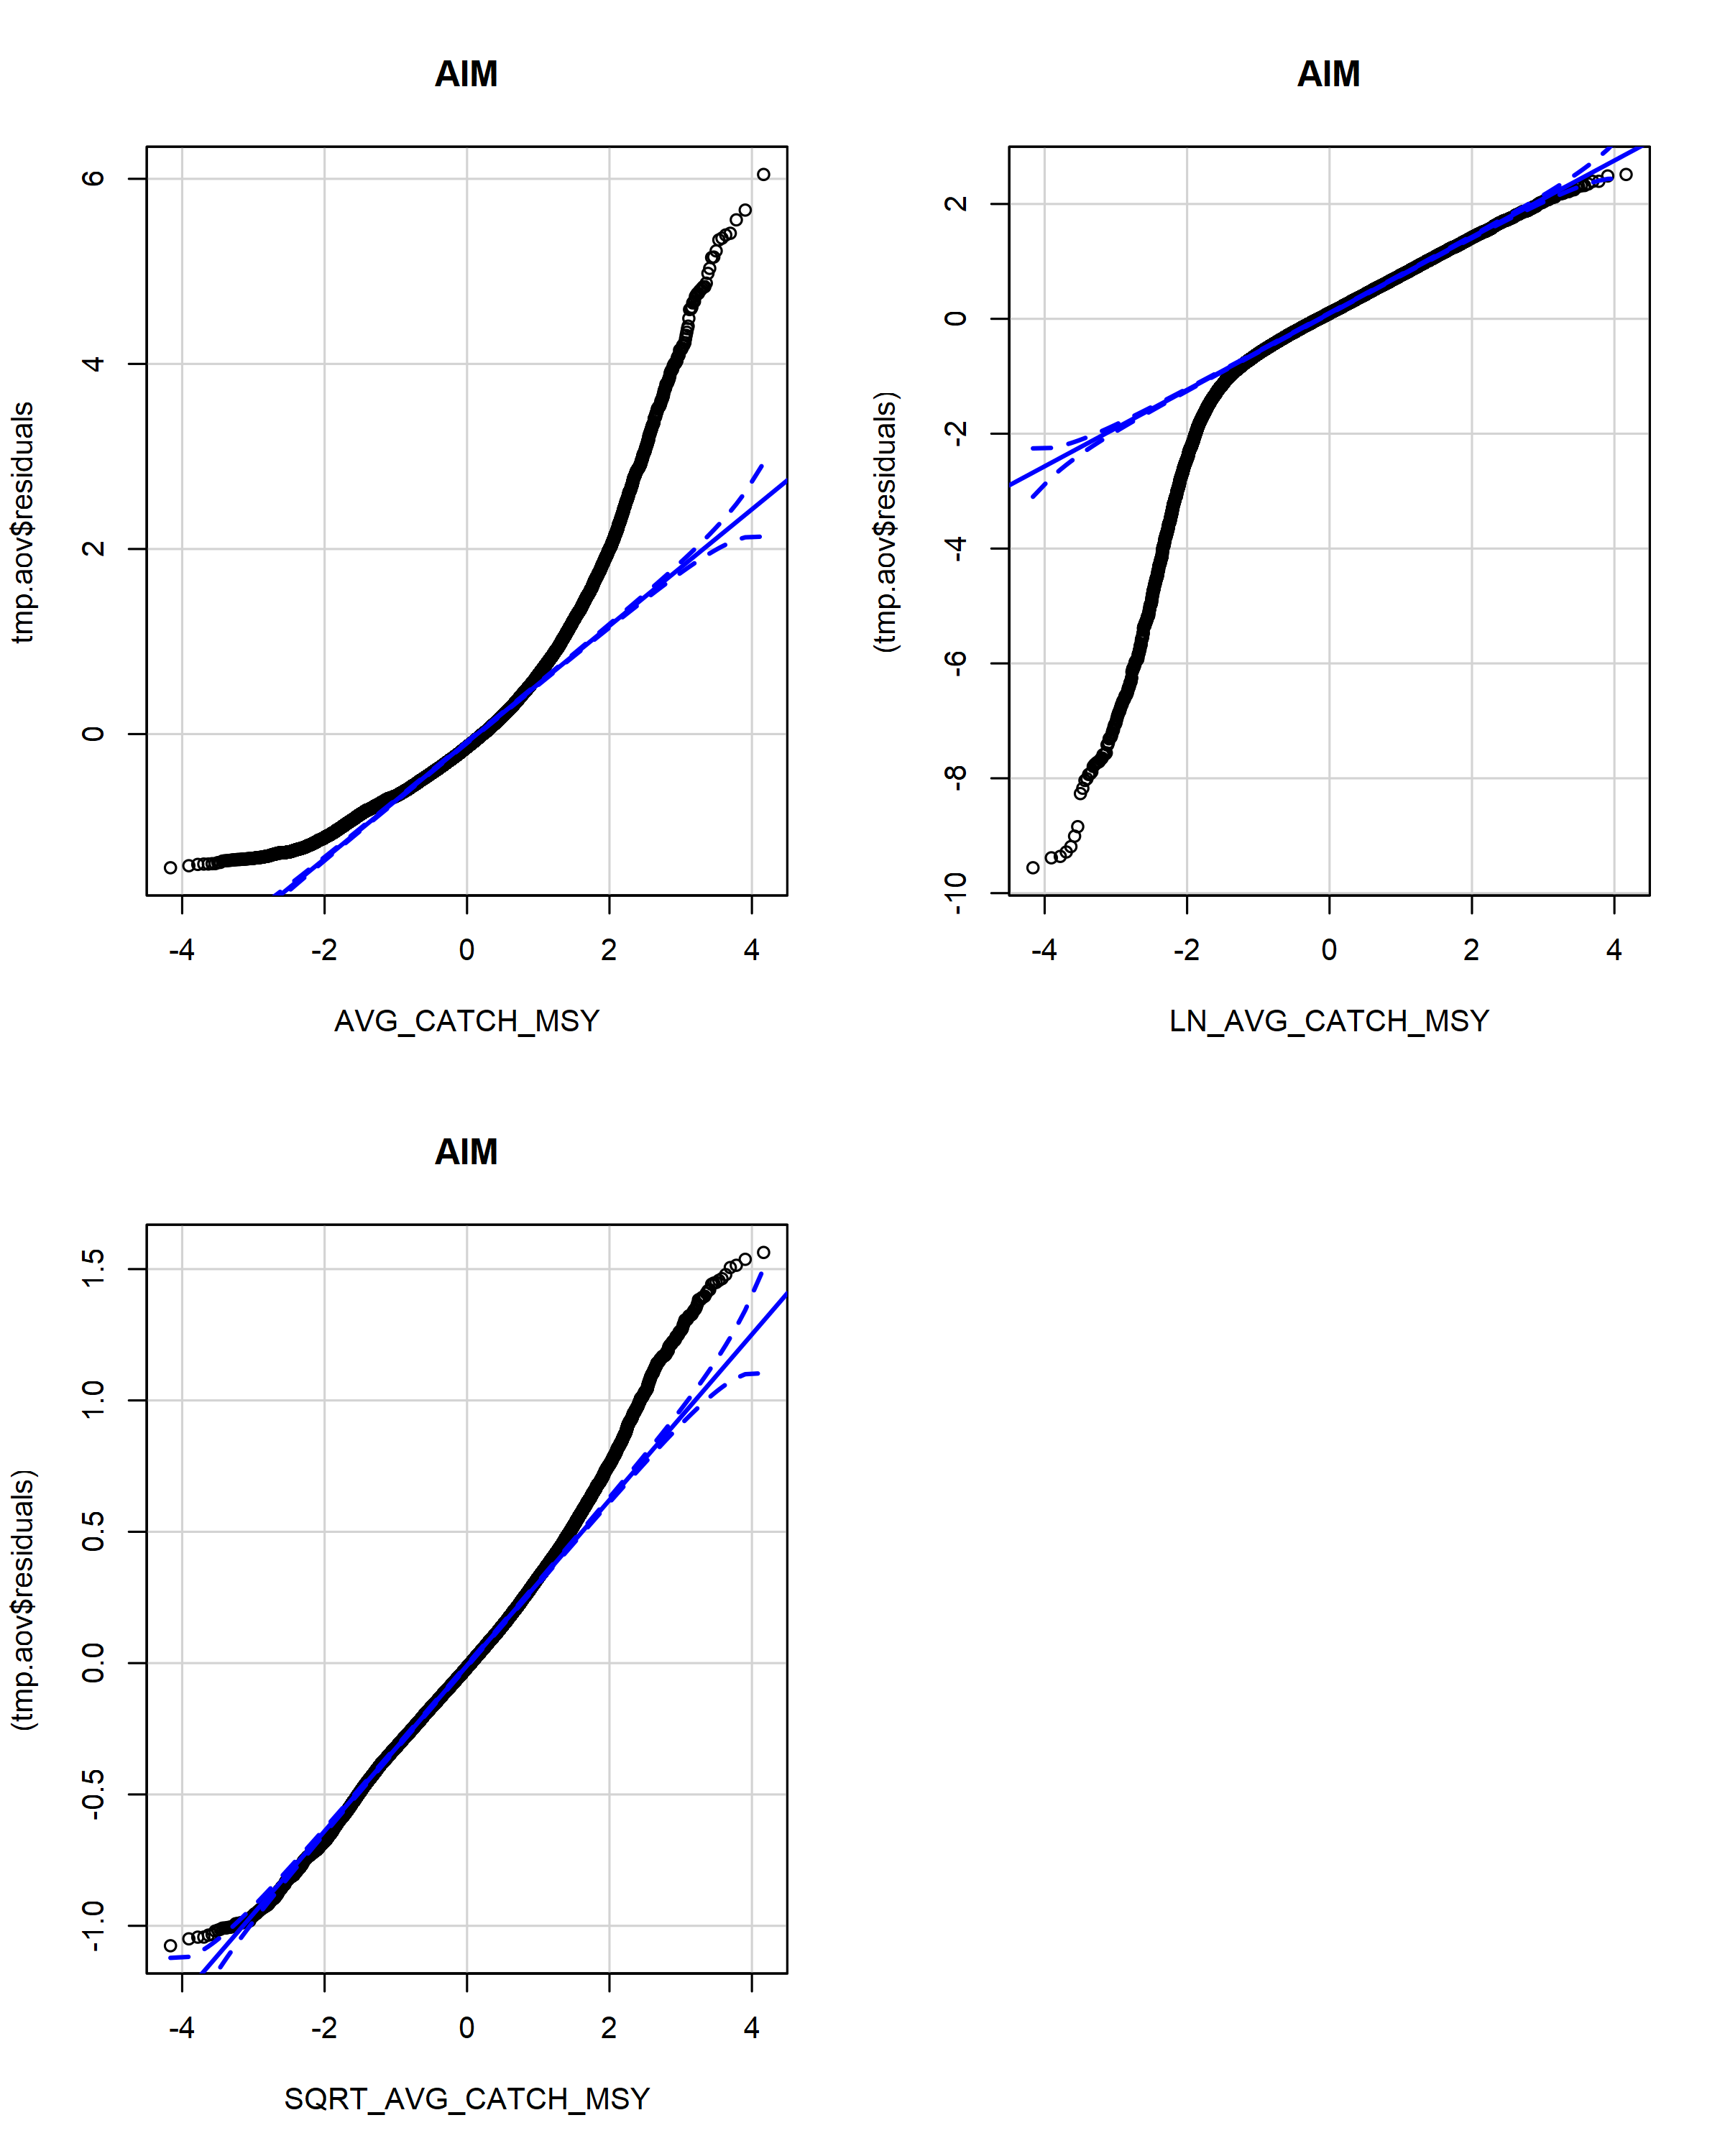 AIM
tmp.aov$residuals
6
4
2
0
-4 -2 0 2 4
AVG_CATCH_MSY
AIM
(tmp.aov$residuals)
2
0
-2
-4
-6
-8
-10
-4 -2 0 2 4
LN_AVG_CATCH_MSY
AIM
(tmp.aov$residuals)
1.5
1.0
0.5
0.0
-0.5
-1.0
-4 -2 0 2 4
SQRT_AVG_CATCH_MSY